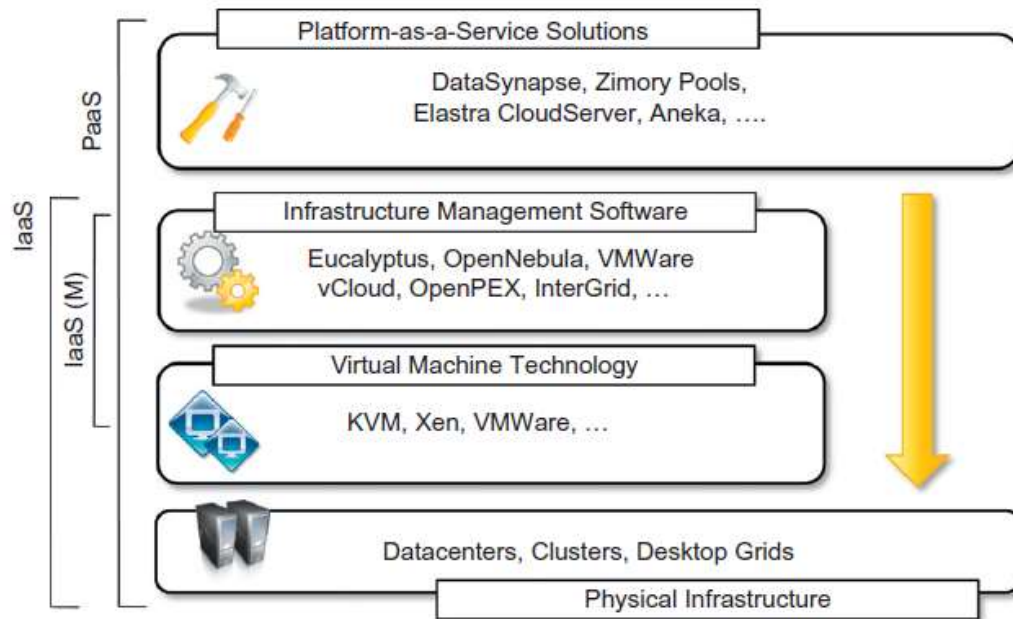 Platform-as-a-Service Solutions
DataSynapse, Zimory Pools,
Elastra CloudServer, Aneka, ….
PaaS
Infrastructure Management Software
IaaS
Eucalyptus, OpenNebula, VMWare
vCloud, OpenPEX, InterGrid, …
IaaS (M)
Virtual Machine Technology
KVM, Xen, VMWare, …
Datacenters, Clusters, Desktop Grids
Physical Infrastructure